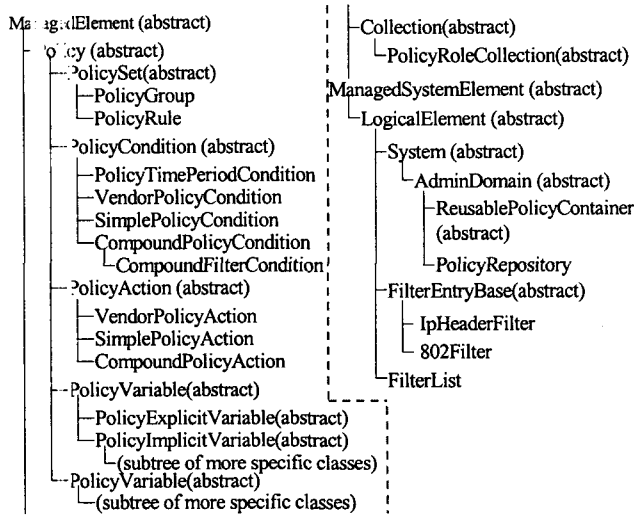 ManagedElement (abstract)
Policy (abstract)
PolicySet(abstract)
PolicyGroup
PolicyRule
PolicyCondition (abstract)
PolicyTimePeriodCondition
VendorPolicyCondition
SimplePolicyCondition
CompoundPolicyCondition
CompoundFilterCondition
PolicyAction (abstract)
VendorPolicyAction
SimplePolicyAction
CompoundPolicyAction
PolicyVariable(abstract)
PolicyExplicitVariable(abstract)
PolicyImplicitVariable(abstract)
(subtree of more specific classes)
PolicyVariable(abstract)
(subtree of more specific classes)
Collection(abstract)
PolicyRoleCollection(abstract)
ManagedSystemElement (abstract)
LogicalElement (abstract)
System (abstract)
AdminDomain (abstract)
ReusablePolicyContainer
(abstract)
PolicyRepository
FilterEntryBase(abstract)
IpHeaderFilter
802Filter
FilterList